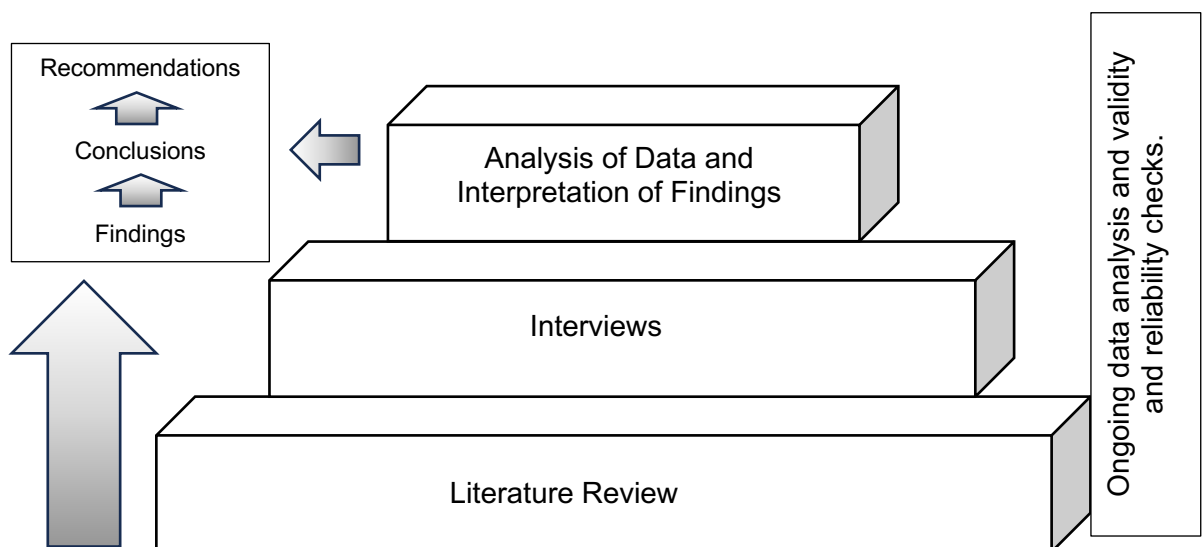 Recommendations
Conclusions
Findings
Analysis of Data and
Interpretation of Findings
Interviews
Literature Review
Ongoing data analysis and validity
and reliability checks.